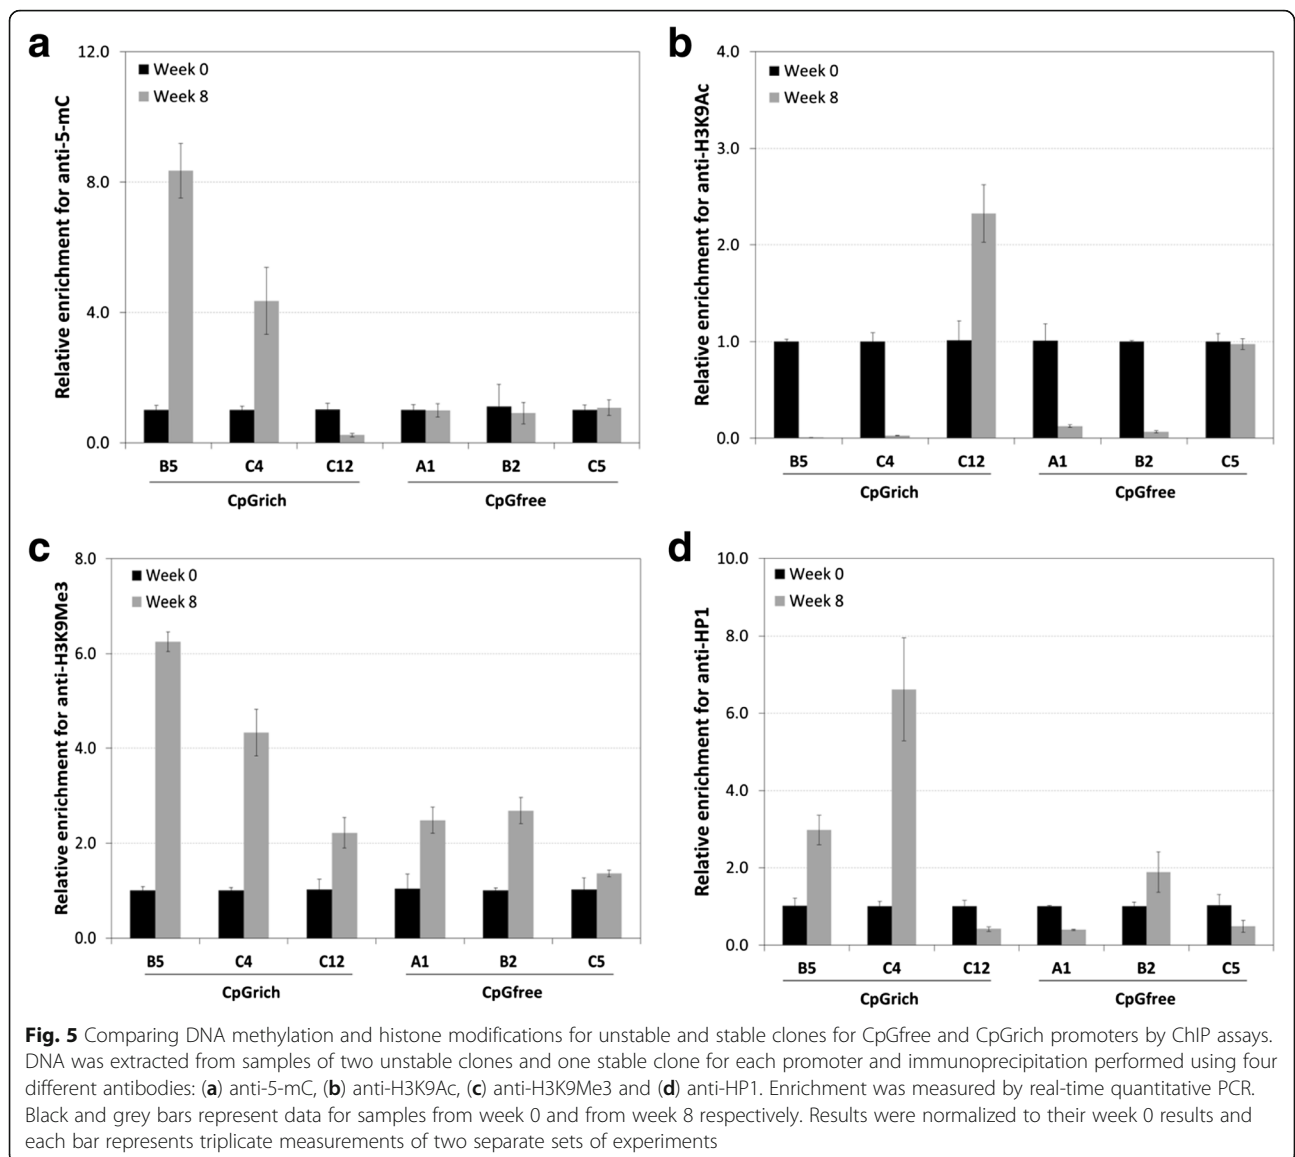 a
12.0
8.0
4.0
0.0
Relative enrichment for anti-5-mC
Week 0
Week 8
B5 C4 C12 A1 B2 C5
CpGrich CpGfree
b
4.0
3.0
2.0
1.0
0.0
Relative enrichment for anti-H3K9Ac
Week 0
Week 8
B5 C4 C12 A1 B2 C5
CpGrich CpGfree
c
8.0
6.0
4.0
2.0
0.0
Relative enrichment for anti-H3K9Me3
Week 0
Week 8
B5 C4 C12 A1 B2 C5
CpGrich CpGfree
d
10.0
8.0
6.0
4.0
2.0
0.0
Relative enrichment for anti-HP1
Week 0
Week 8
B5 C4 C12 A1 B2 C5
CpGrich CpGfree
Fig. 5 Comparing DNA methylation and histone modifications for unstable and stable clones for CpGfree and CpGrich promoters by ChIP assays.
DNA was extracted from samples of two unstable clones and one stable clone for each promoter and immunoprecipitation performed using four
different antibodies: (a) anti-5-mC, (b) anti-H3K9Ac, (c) anti-H3K9Me3 and (d) anti-HP1. Enrichment was measured by real-time quantitative PCR.
Black and grey bars represent data for samples from week 0 and from week 8 respectively. Results were normalized to their week 0 results and
each bar represents triplicate measurements of two separate sets of experiments